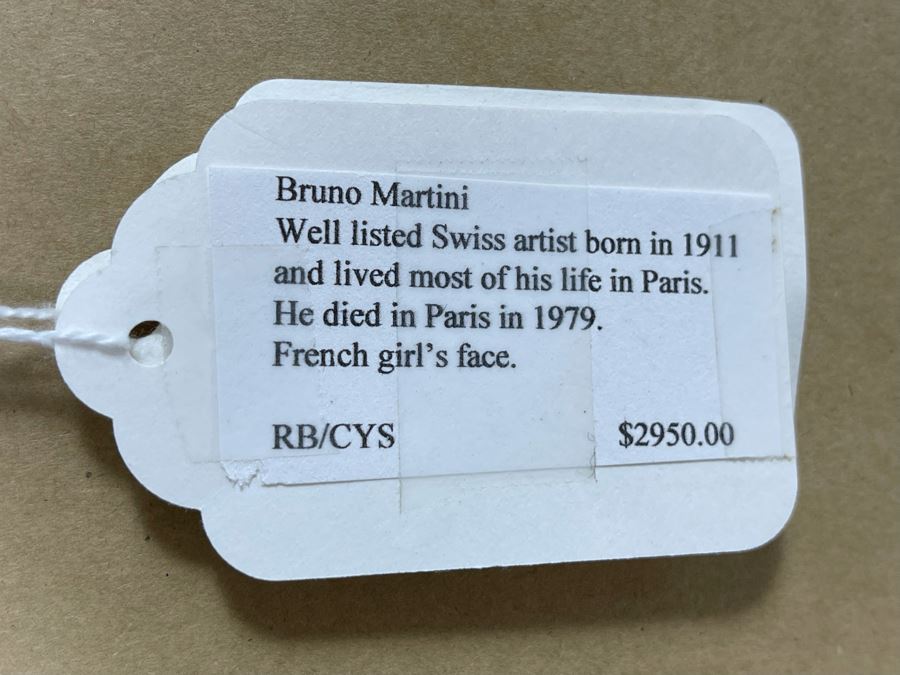 Bruno Martini
Well listed Swiss artist born in 1911
and lived most of his life in Paris.
He died in Paris in 1979.
French girl's face.
RB/CYS $2950.00